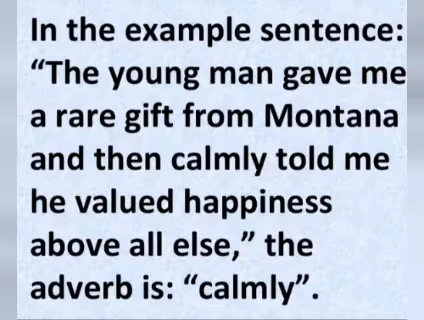 In the example sentence:
“The young man gave me
a rare gift from Montana
and then calmly told me
he valued happiness
above all else,” the
adverb is: “calmly”.